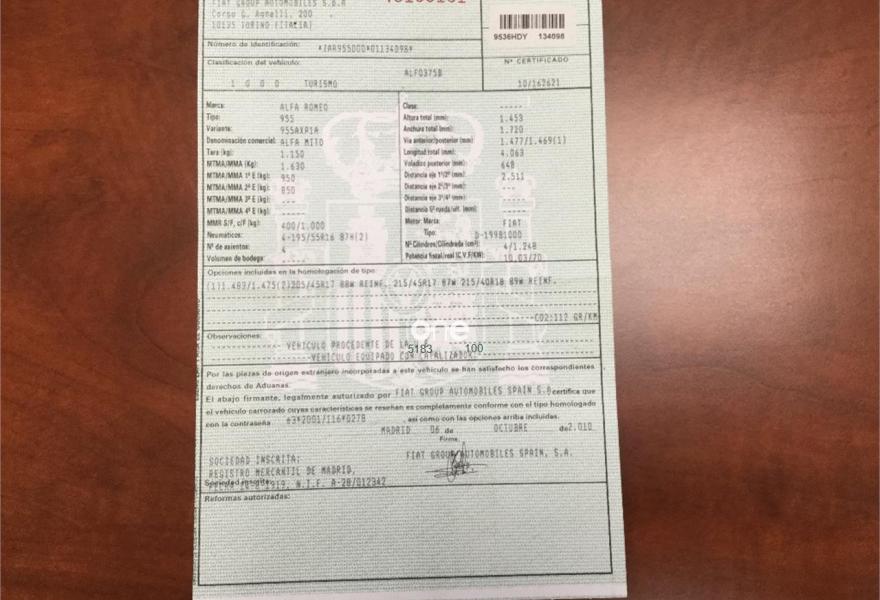 FIAT GROUP AUTOMOBILES S.p.A
Corso G. Agnelli, 200
10135 TORINO (ITALIA)
9536HDY 134098
Número de identificación: *ZAR955000*01134098*
Clasificación del vehículo: ALF0375B
Nº CERTIFICADO
1 0 0 0 TURISMO 10/162621
Marca: ALFA ROMEO Clase: -----
Tipo: 955 Altura total (mm): 1.453
Variante: 955AXP1A Anchura total (mm): 1.720
Denominación comercial: ALFA MITO Vía anterior/posterior (mm): 1.477/1.469(1)
Tara (kg): 1.150 Longitud total (mm): 4.063
MTMA/MMA (Kg): 1.630 Voladizo posterior (mm): 648
MTMA/MMA 1º E (kg): 950 Distancia eje 1º/2º (mm): 2.511
MTMA/MMA 2º E (kg): 850 Distancia eje 2º/3º (mm): ---
MTMA/MMA 3º E (kg): --- Distancia eje 3º/4º (mm): -----
MTMA/MMA 4º E (kg): ----- Distancia 5ª rueda/últ. (mm): -----
MMR S/F, c/F (kg): 400/1.000 Motor: Marca: FIAT
Neumáticos: 4-195/55R16 87H(2) Tipo: D-199B1000
Nº de asientos: 4 Nº Cilindros/Cilindrada (cm³): 4/1.248
Volumen de bodega: ----- Potencia fiscal/real (C.V.F/KW): 10.03/70
Opciones incluidas en la homologación de tipo:
(1)1.483/1.475(2)205/45R17 88W REINF. 215/45R17 87W 215/40R18 89W REINF.
CO2:112 GR/KM
one
Observaciones:
VEHICULO PROCEDENTE DE LA
5183 100
VEHICULO EQUIPADO CON CATALIZADOR.
Por las piezas de origen extranjero incorporadas a este vehículo se han satisfecho los correspondientes
derechos de Aduanas.
El abajo firmante, legalmente autorizado por FIAT GROUP AUTOMOBILES SPAIN S.A certifica que
el vehículo carrozado cuyas características se reseñan es completamente conforme con el tipo homologado
con la contraseña e3*2001/116*0278 , así como con las opciones arriba incluidas.
MADRID 06 de OCTUBRE de 2.010
Firma,
FIAT GROUP AUTOMOBILES SPAIN, S.A.
SOCIEDAD INSCRITA:
REGISTRO MERCANTIL DE MADRID,
N.I.F. A-28/012342
Reformas autorizadas: